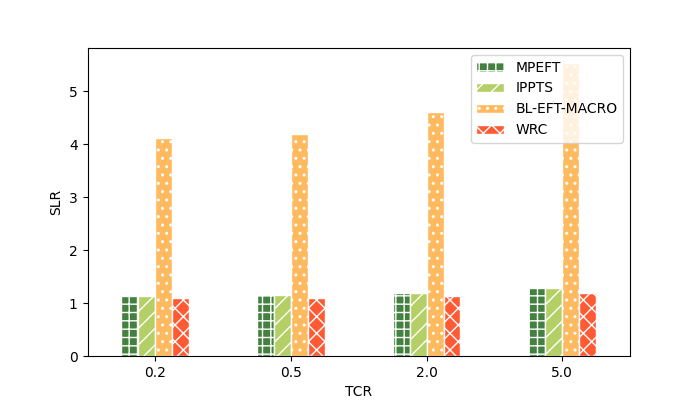 MPEFT
IPPTS
BL-EFT-MACRO
WRC
5
4
3
2
1
0
SLR
0.2 0.5 2.0 5.0
TCR